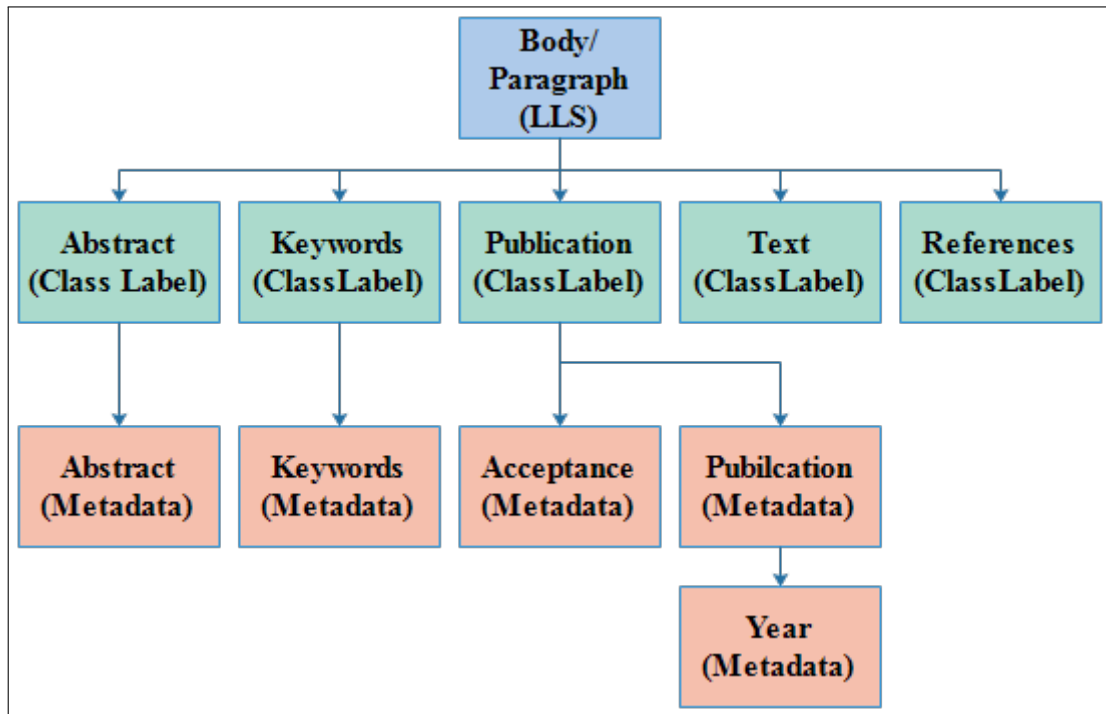 Body/
Paragraph
(LLS)
Abstract
(Class Label)
Keywords
(ClassLabel)
Publication
(ClassLabel)
Text
(ClassLabel)
References
(ClassLabel)
Abstract
(Metadata)
Keywords
(Metadata)
Acceptance
(Metadata)
Pubilcation
(Metadata)
Year
(Metadata)